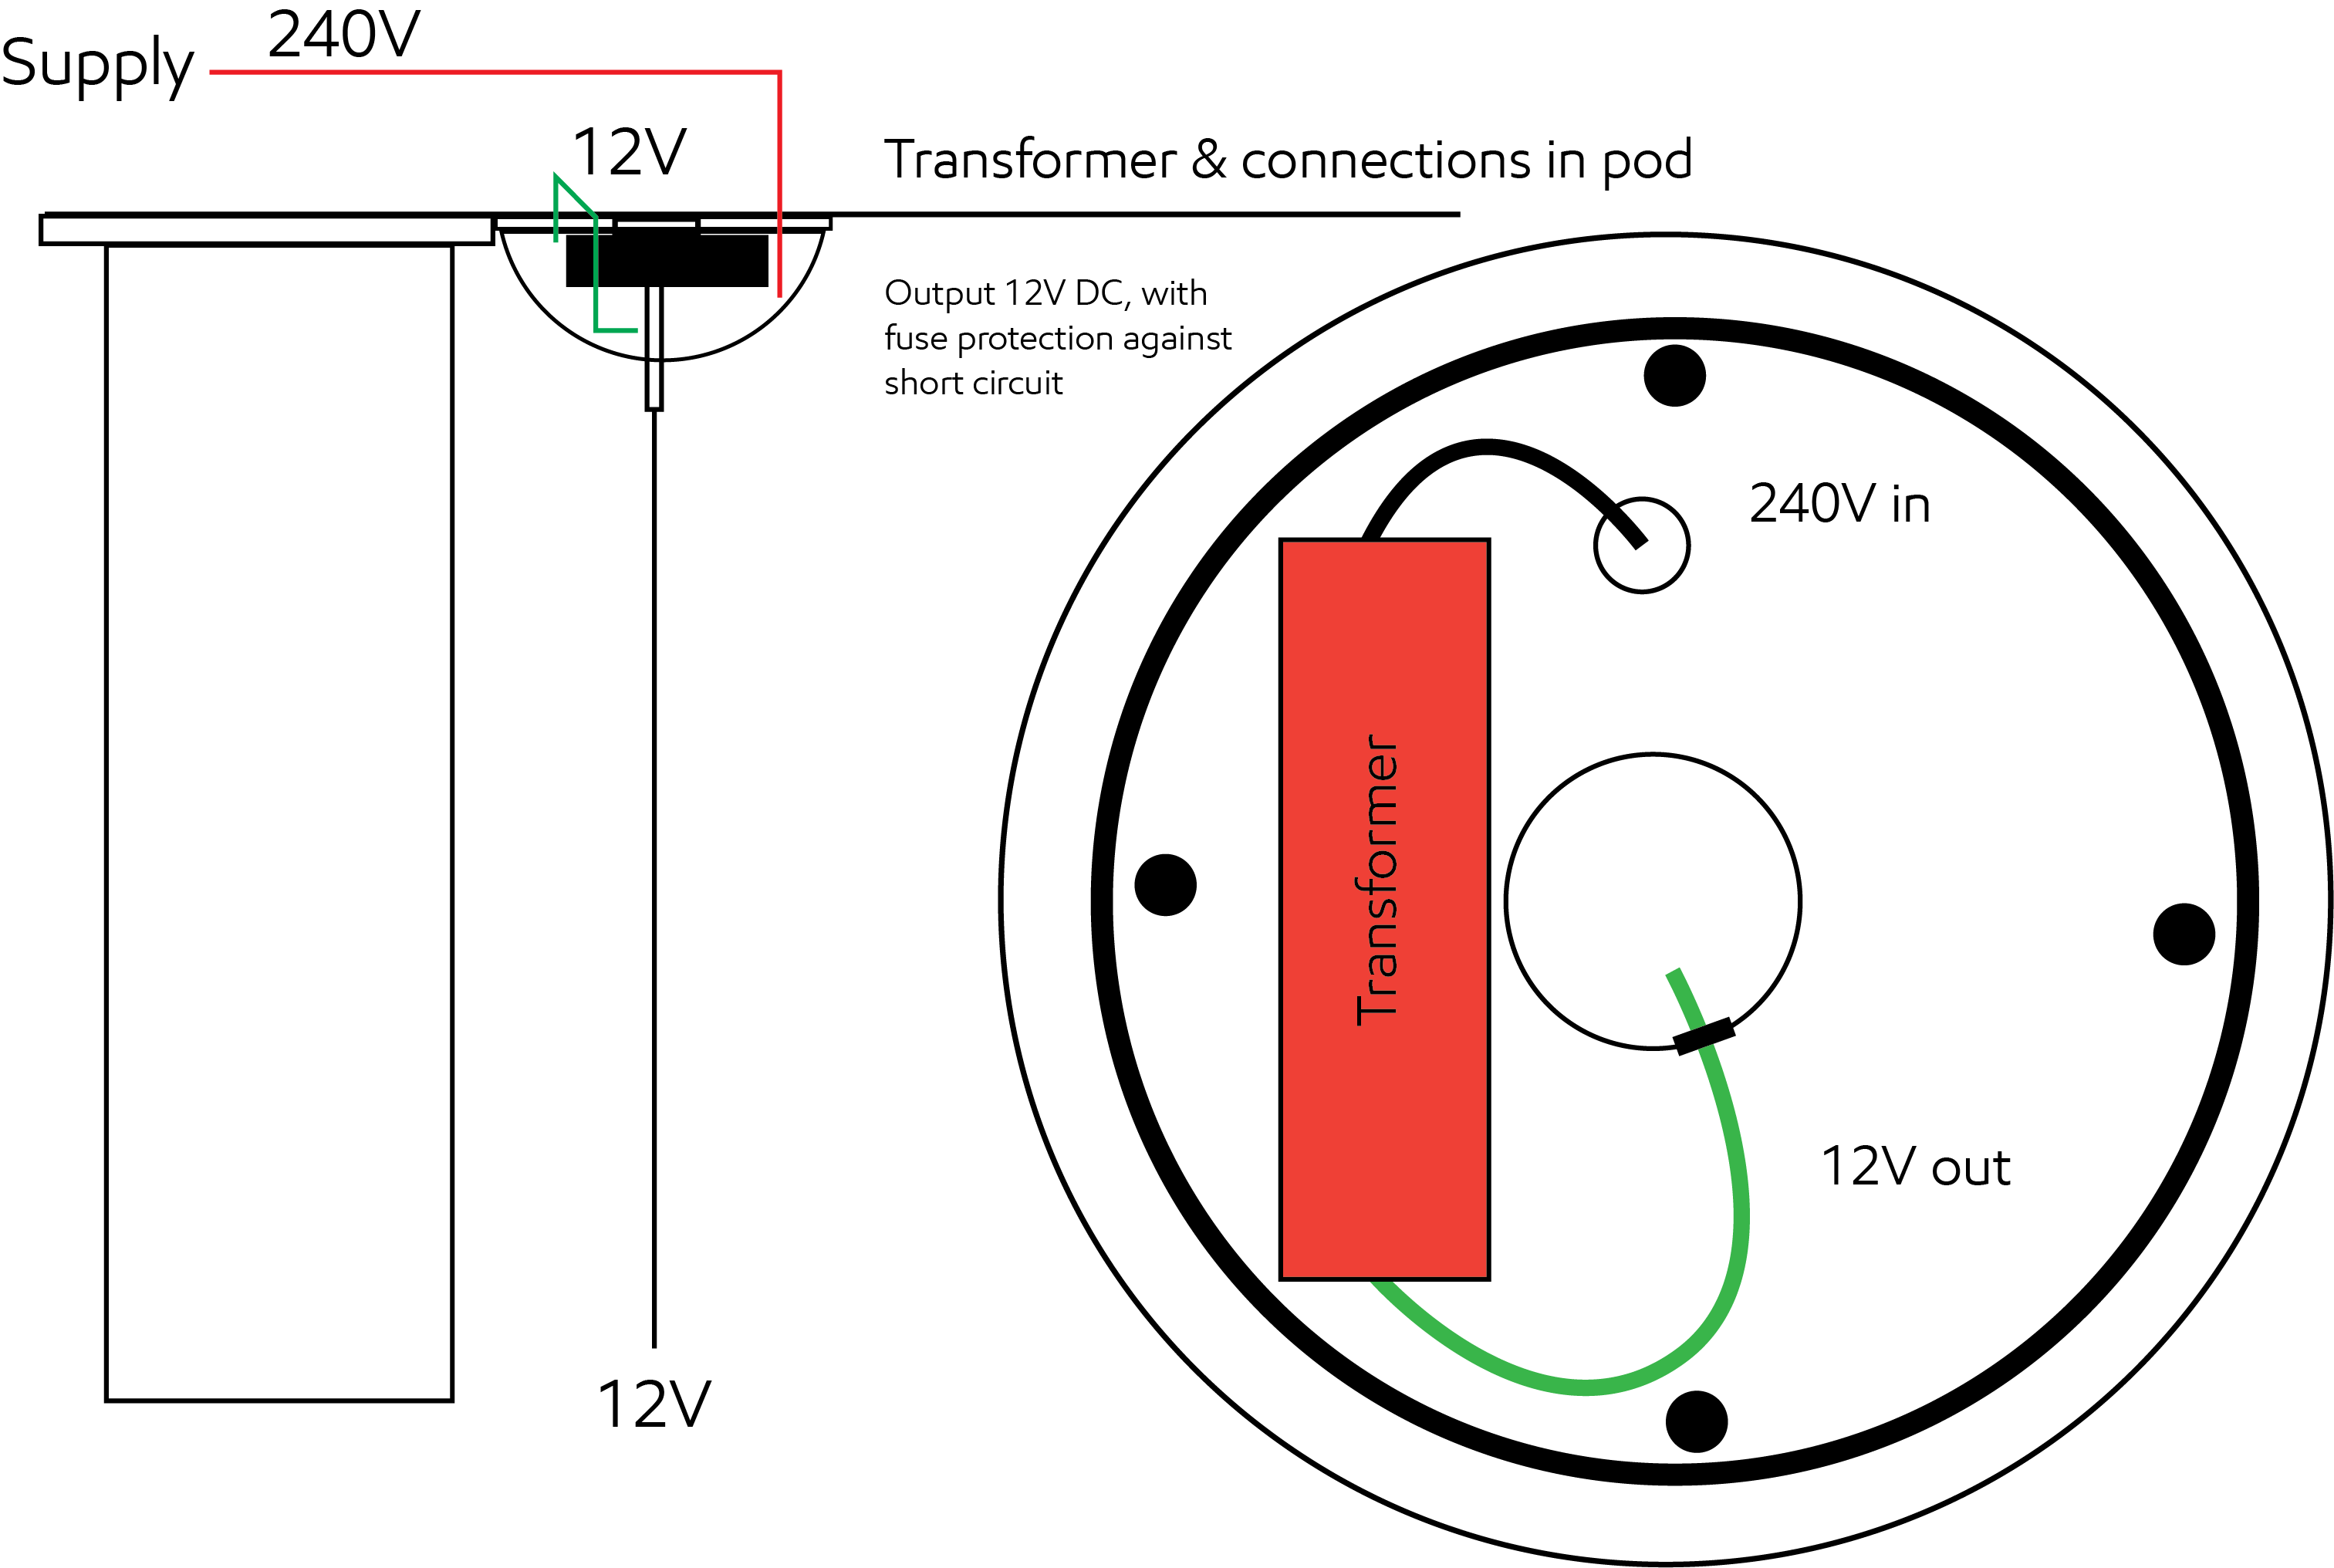 Supply
240V
12V
Transformer & connections in pod
Output 12V DC, with
fuse protection against
short circuit
240V in
Transformer
12V out
12V